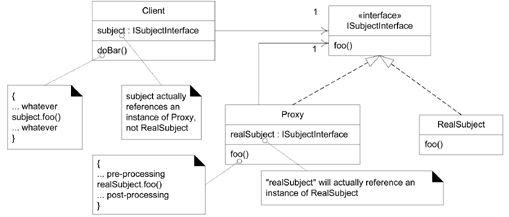 Client
subject : ISubjectInterface
doBar()
1
1
«interface»
ISubjectInterface
foo()
{
... whatever
subject.foo()
... whatever
}
subject actually
references an
instance of Proxy,
not RealSubject
Proxy
realSubject : ISubjectInterface
foo()
RealSubject
foo()
{
... pre-processing
realSubject.foo()
... post-processing
}
"realSubject" will actually reference an
instance of RealSubject